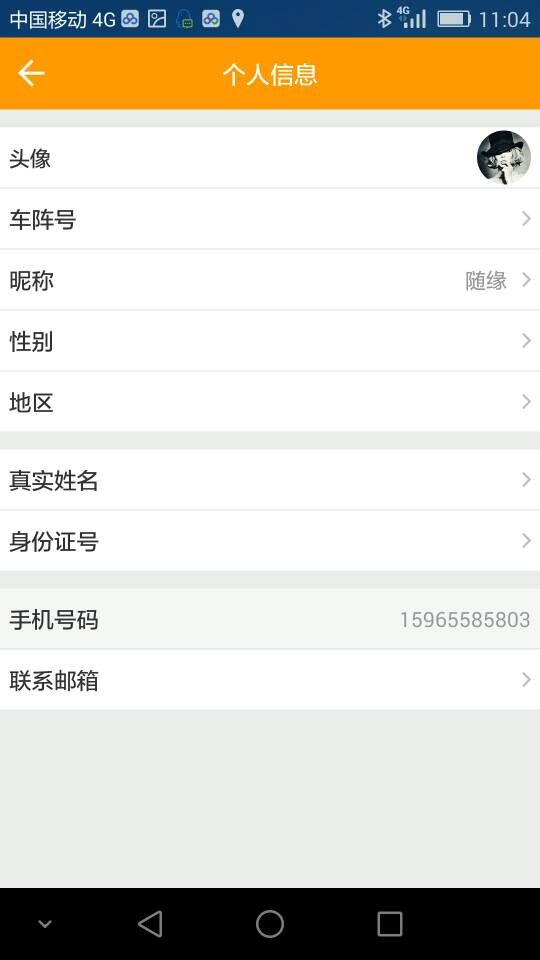 中国移动 4G 4G 11:04
个人信息
头像
车阵号
昵称 随缘
性别
地区
真实姓名
身份证号
手机号码 15965585803
联系邮箱